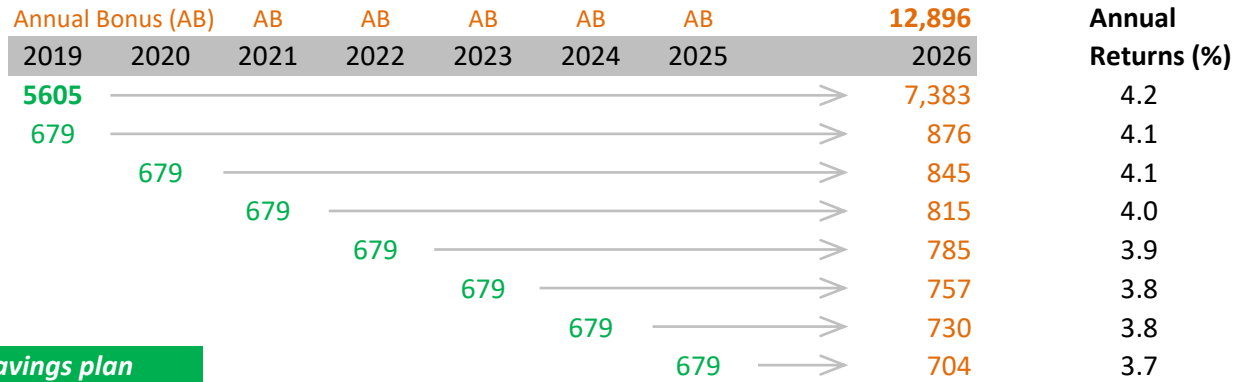 Annual Bonus (AB) AB AB AB AB AB 12,896 Annual
2019 2020 2021 2022 2023 2024 2025 2026 Returns (%)
5605 7,383 4.2
679 876 4.1
679 845 4.1
679 815 4.0
679 785 3.9
679 757 3.8
679 730 3.8
avings plan 679 704 3.7